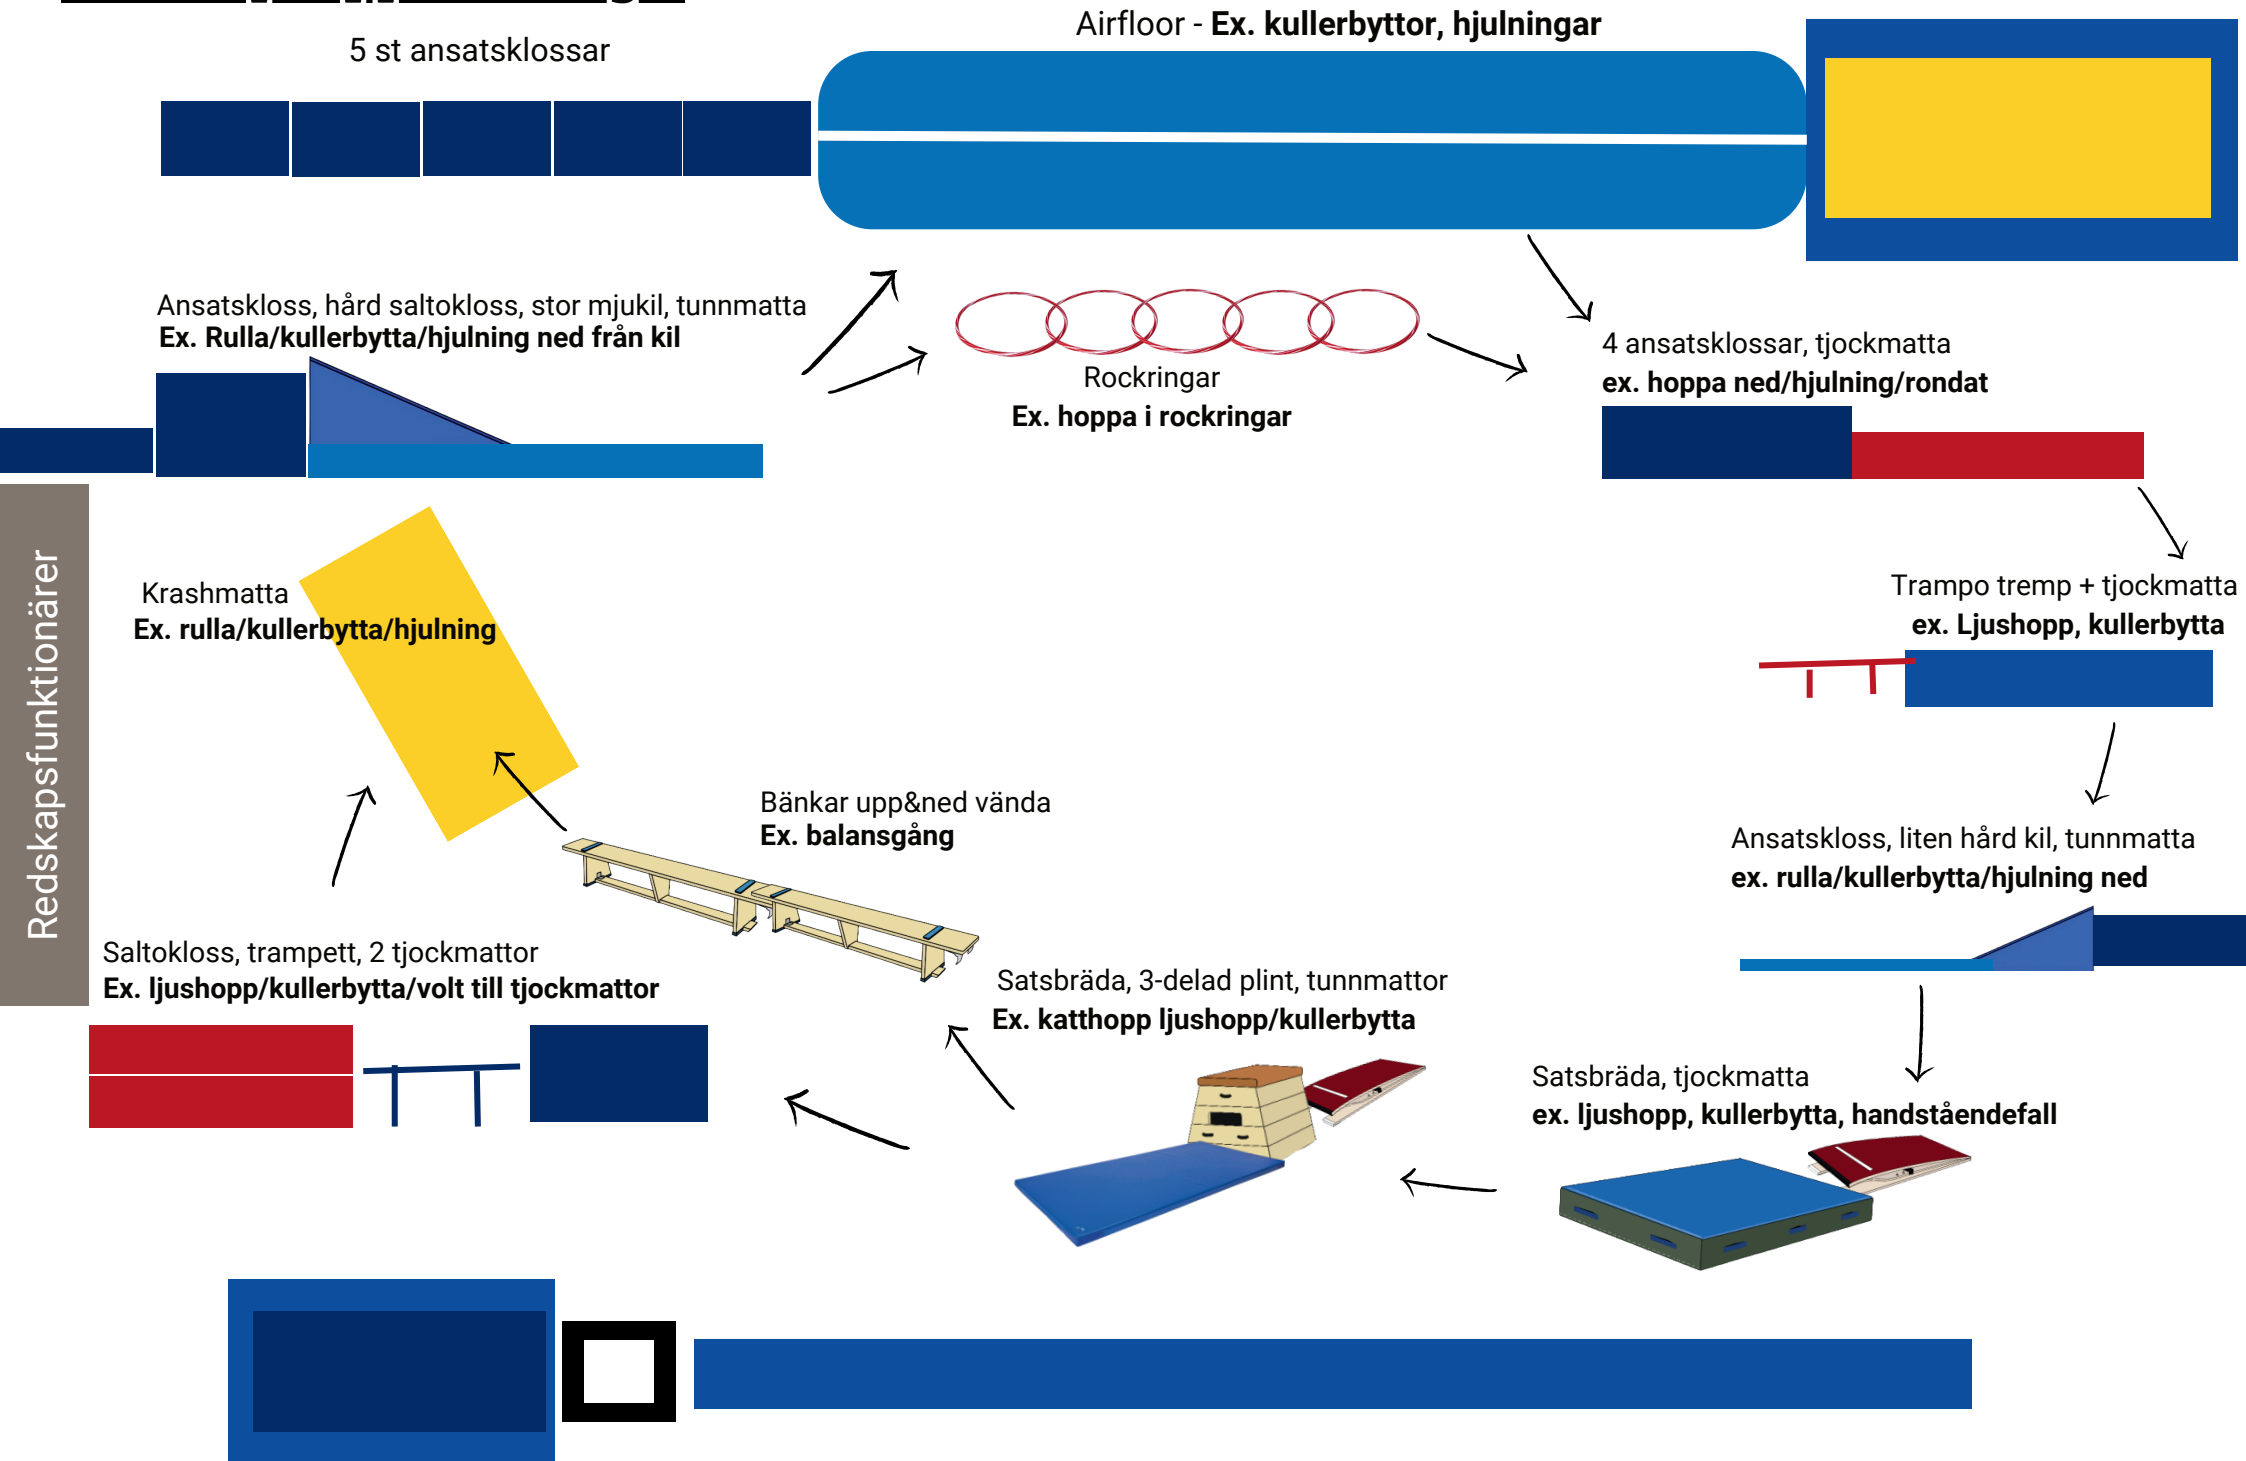 5 st ansatsklossar
Airfloor - Ex. kullerbyttor, hjulningar
Ansatskloss, hård saltokloss, stor mjukil, tunnmatta
Ex. Rulla/kullerbytta/hjulning ned från kil
Rockringar
Ex. hoppa i rockringar
4 ansatsklossar, tjockmatta
ex. hoppa ned/hjulning/rondat
Redskapsfunktionärer
Krashmatta
Ex. rulla/kullerbytta/hjulning
Trampo tremp + tjockmatta
ex. Ljushopp, kullerbytta
Bänkar upp&ned vända
Ex. balansgång
Ansatskloss, liten hård kil, tunnmatta
ex. rulla/kullerbytta/hjulning ned
Saltokloss, trampett, 2 tjockmattor
Ex. ljushopp/kullerbytta/volt till tjockmattor
Satsbräda, 3-delad plint, tunnmattor
Ex. katthopp ljushopp/kullerbytta
Satsbräda, tjockmatta
ex. ljushopp, kullerbytta, handståendefall